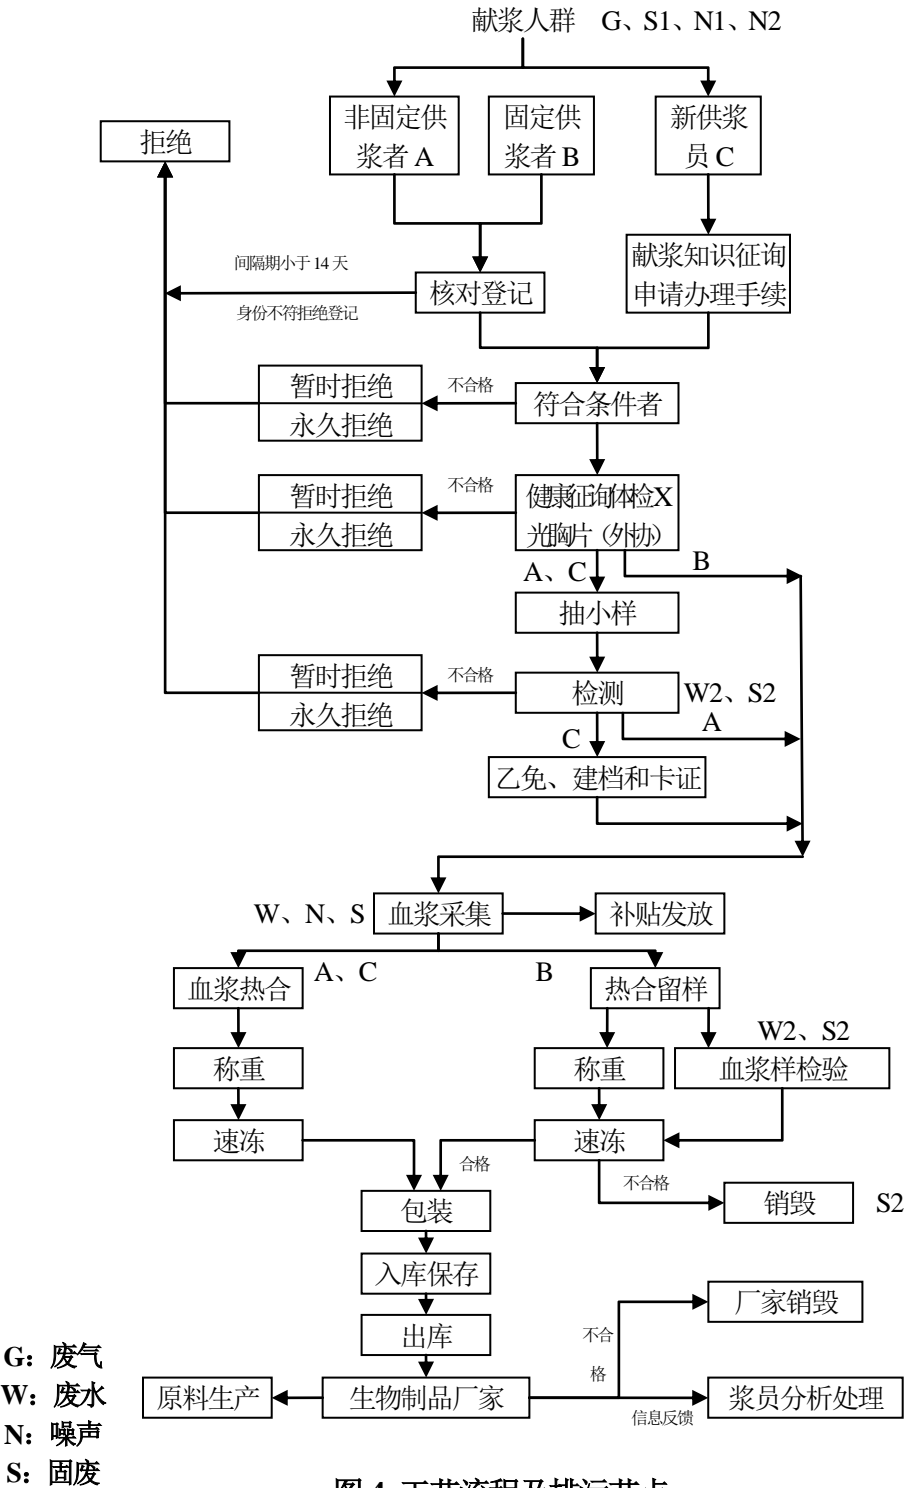 献浆人群 G、S1、N1、N2
非固定供
浆者 A
固定供
浆者 B
新供浆
员 C
拒绝
间隔期小于 14 天
身份不符拒绝登记
核对登记
献浆知识征询
申请办理手续
暂时拒绝
永久拒绝
不合格
符合条件者
暂时拒绝
永久拒绝
不合格
健康征询体检X
光胸片（外协）
A、C
B
抽小样
暂时拒绝
永久拒绝
不合格
检测
W2、S2
A
C
乙免、建档和卡证
W、N、S
血浆采集
补贴发放
血浆热合
A、C
B
热合留样
W2、S2
称重
称重
血浆样检验
速冻
速冻
合格
不合格
包装
销毁
S2
入库保存
出库
不合
格
厂家销毁
原料生产
生物制品厂家
信息反馈
浆员分析处理
G：废气
W：废水
N：噪声
S：固废